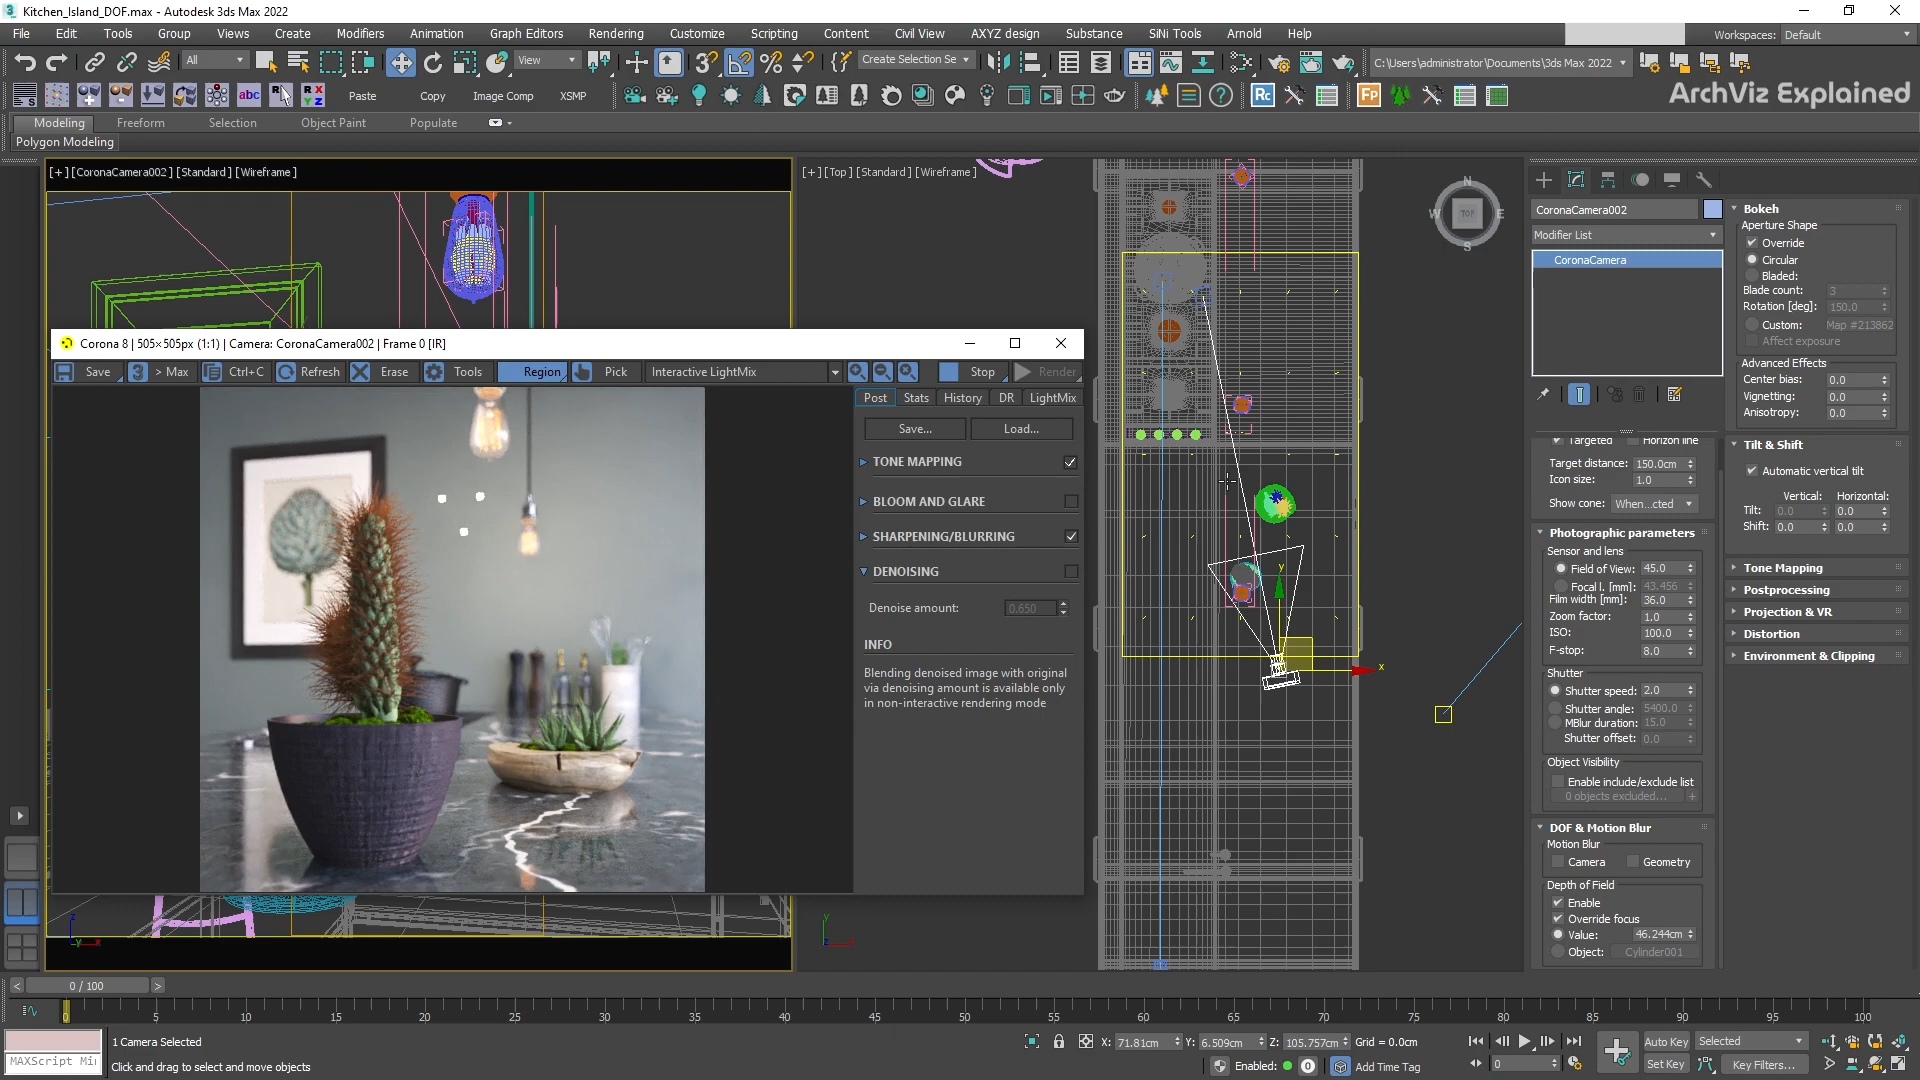 Kitchen_Island_DOF.max - Autodesk 3ds Max 2022
File Edit Tools Group Views Create Modifiers Animation Graph Editors Rendering Customize Scripting Content Civil View AXYZ design Substance SiNi Tools Arnold Help
Workspaces: Default
All View Create Selection Se C:\Users\administrator\Documents\3ds Max 2022
abc Paste Copy Image Comp XSMP
ArchViz Explained
Modeling Freeform Selection Object Paint Populate
Polygon Modeling
[+] [CoronaCamera002 ] [Standard ] [Wireframe ]
[+] [Top ] [Standard ] [Wireframe ]
N
W TOP E
S
Corona 8 | 505×505px (1:1) | Camera: CoronaCamera002 | Frame 0 [IR]
Save 3 > Max Ctrl+C Refresh Erase Tools Region Pick Interactive LightMix Stop Render
Post Stats History DR LightMix
Save... Load...
TONE MAPPING
BLOOM AND GLARE
SHARPENING/BLURRING
DENOISING
Denoise amount: 0.650
INFO
Blending denoised image with original
via denoising amount is available only
in non-interactive rendering mode
y
x
CoronaCamera002
Modifier List
CoronaCamera
Targeted Horizon line
Target distance: 150.0cm
Icon size: 1.0
Show cone: When...cted
Photographic parameters
Sensor and lens
Field of View: 45.0
Focal l. [mm]: 43.456
Film width [mm]: 36.0
Zoom factor: 1.0
ISO: 100.0
F-stop: 8.0
Shutter
Shutter speed: 2.0
Shutter angle: 5400.0
MBlur duration: 15.0
Shutter offset: 0.0
Object Visibility
Enable include/exclude list
0 objects excluded... +
DOF & Motion Blur
Motion Blur
Camera Geometry
Depth of Field
Enable
Override focus
Value: 46.244cm
Object: Cylinder001
Bokeh
Aperture Shape
Override
Circular
Bladed:
Blade count: 3
Rotation [deg]: 150.0
Custom: Map #213862
Affect exposure
Advanced Effects
Center bias: 0.0
Vignetting: 0.0
Anisotropy: 0.0
Tilt & Shift
Automatic vertical tilt
Vertical: Horizontal:
Tilt: 0.0 0.0
Shift: 0.0 0.0
Tone Mapping
Postprocessing
Projection & VR
Distortion
Environment & Clipping
< 0 / 100 >
0 5 10 15 20 25 30 35 40 45 50 55 60 65 70 75 80 85 90 95 100
1 Camera Selected
MAXScript Mi
Click and drag to select and move objects
X: 71.81cm Y: 6.509cm Z: 105.757cm Grid = 0.0cm
Enabled: 0 Add Time Tag
0
Auto Key Selected
Set Key Key Filters...